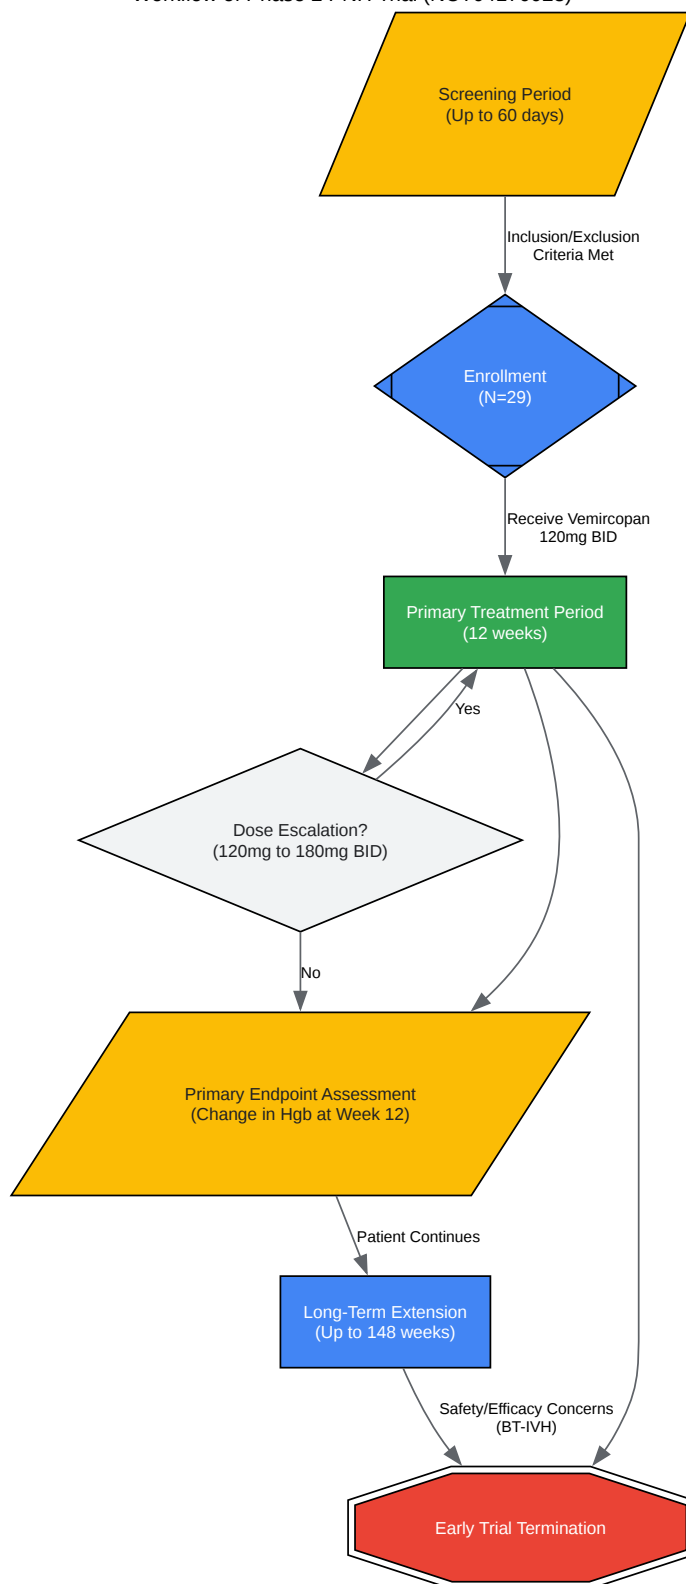 Screening Period
(Up to 60 days)
Inclusion/Exclusion
Criteria Met
Enrollment
(N=29)
Receive Vemircopan
120mg BID
Primary Treatment Period
(12 weeks)
Yes
Dose Escalation?
(120mg to 180mg BID)
No
Primary Endpoint Assessment
(Change in Hgb at Week 12)
Patient Continues
Long-Term Extension
(Up to 148 weeks)
Safety/Efficacy Concerns
(BT-IVH)
Early Trial Termination